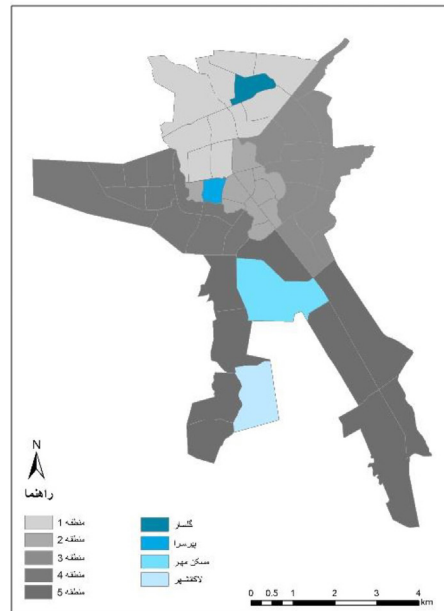 N
راهنما
منطقه 1
منطقه 2
منطقه 3
منطقه 4
منطقه 5
گلسار
پیرسرا
مسکن مهر
لاکانشهر
0 0.5 1 2 3 4
km